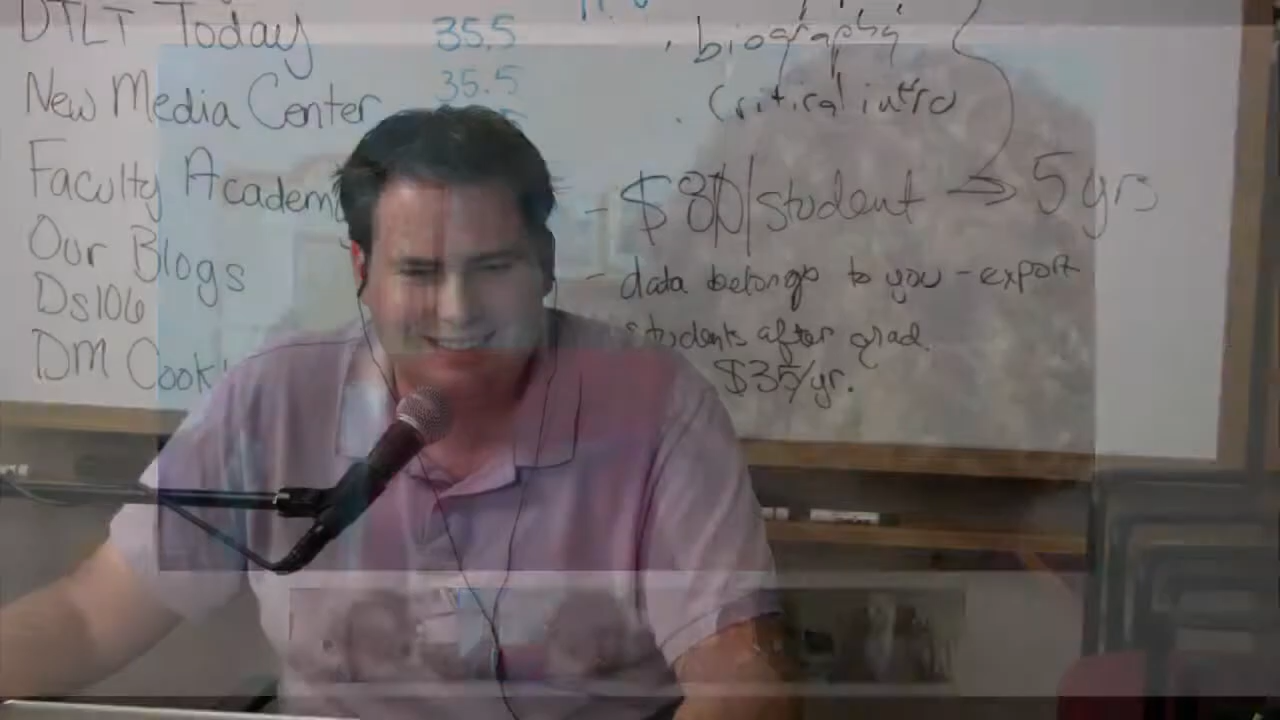 DTLT Today 35.5
New Media Center 35.5
Faculty Academ
Our Blogs
Ds106
DM Cook
. biography
. Critical intro
- $80/student → 5 yrs
- data belongs to you - export
students after grad.
$35/yr.